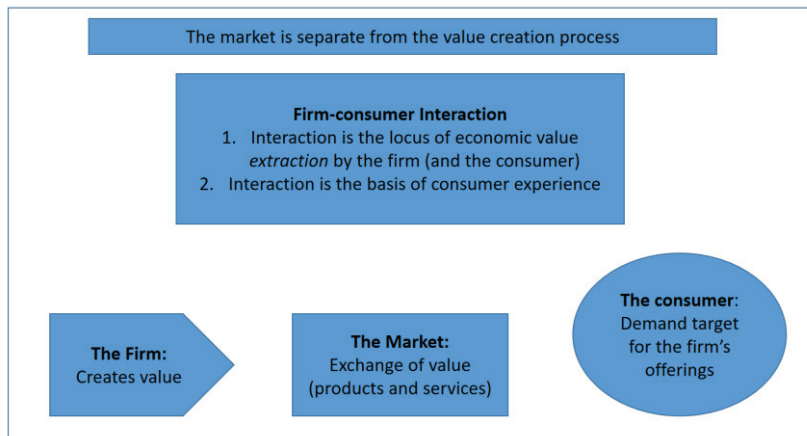 The market is separate from the value creation process
Firm-consumer Interaction
1. Interaction is the locus of economic value
extraction by the firm (and the consumer)
2. Interaction is the basis of consumer experience
The Firm:
Creates value
The Market:
Exchange of value
(products and services)
The consumer:
Demand target
for the firm's
offerings